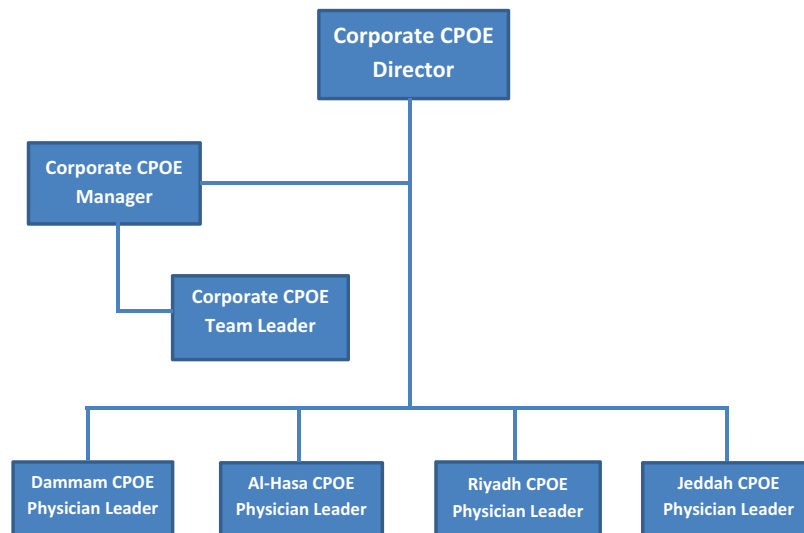 Corporate CPOE
Director
Corporate CPOE
Manager
Corporate CPOE
Team Leader
Dammam CPOE
Physician Leader
Al-Hasa CPOE
Physician Leader
Riyadh CPOE
Physician Leader
Jeddah CPOE
Physician Leader